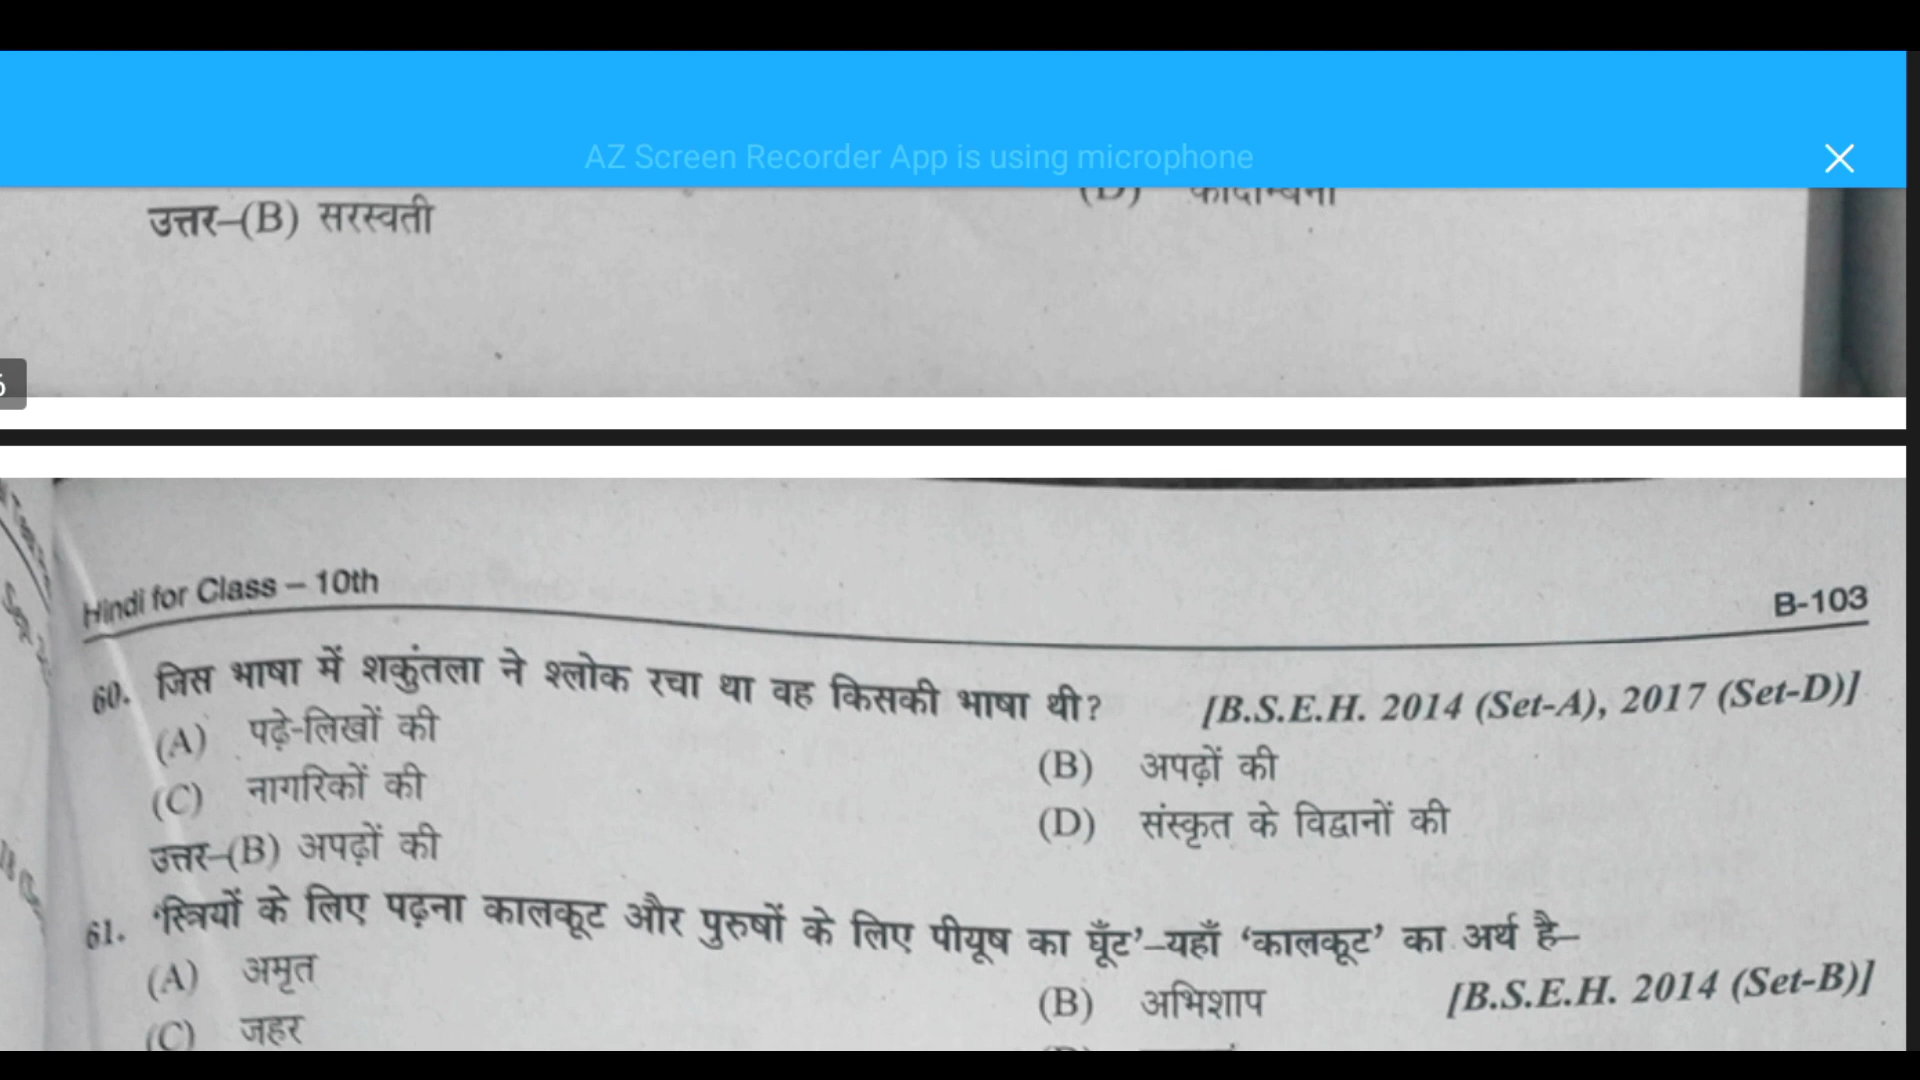 AZ Screen Recorder App is using microphone
उत्तर–(B) सरस्वती
Hindi for Class – 10th
B-103
60. जिस भाषा में शकुंतला ने श्लोक रचा था वह किसकी भाषा थी? [B.S.E.H. 2014 (Set-A), 2017 (Set-D)]
(A) पढ़े-लिखों की
(B) अपढ़ों की
(C) नागरिकों की
(D) संस्कृत के विद्वानों की
उत्तर–(B) अपढ़ों की
61. ‘स्त्रियों के लिए पढ़ना कालकूट और पुरुषों के लिए पीयूष का घूँट’–यहाँ ‘कालकूट’ का अर्थ है–
[B.S.E.H. 2014 (Set-B)]
(A) अमृत
(B) अभिशाप
(C) जहर